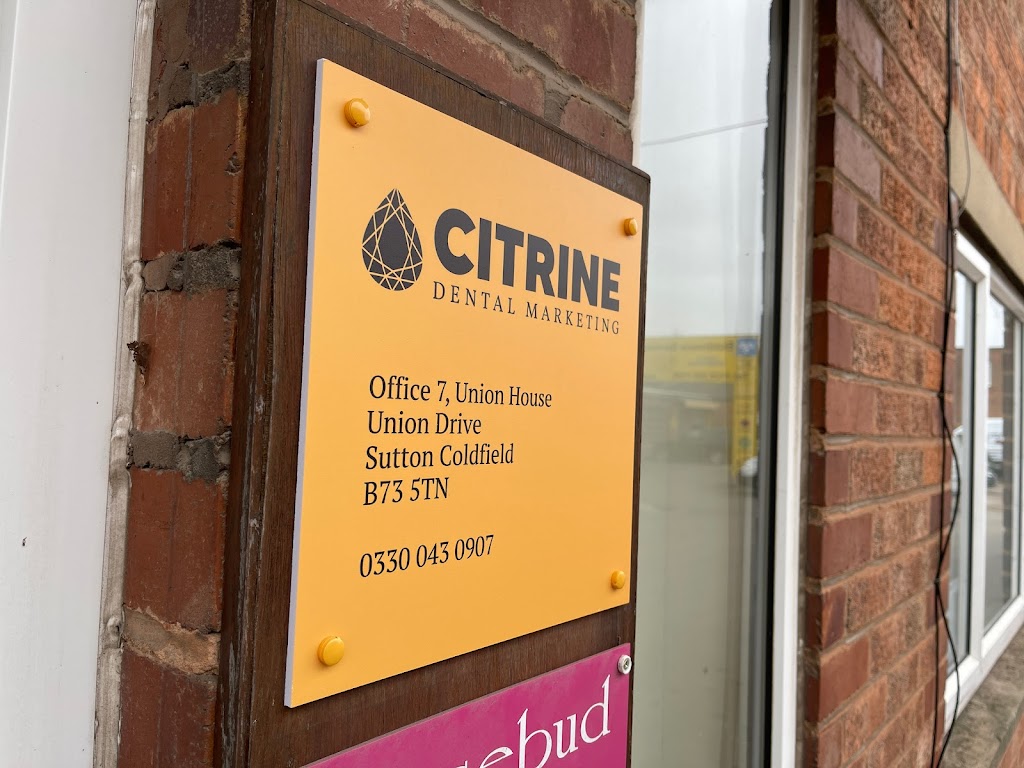 CITRINE
DENTAL MARKETING
Office 7, Union House
Union Drive
Sutton Coldfield
B73 5TN
0330 043 0907